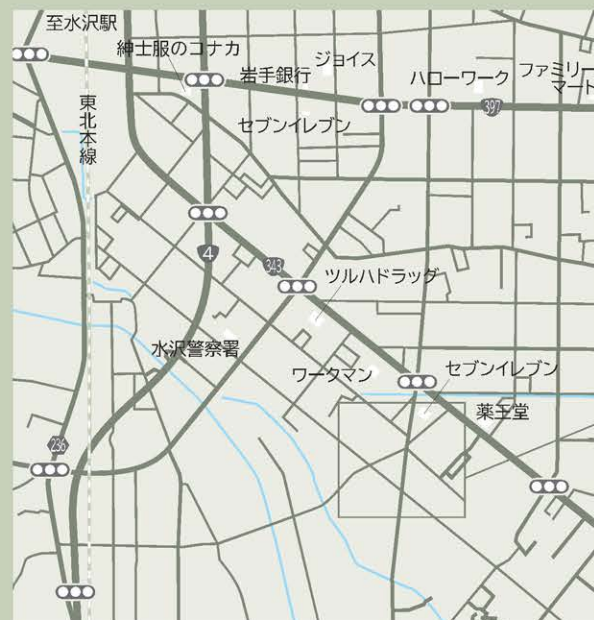 至水沢駅
紳士服のコナカ
岩手銀行
ジョイス
ハローワーク
ファミリー
マート
397
東北本線
セブンイレブン
4
343
ツルハドラッグ
水沢警察署
ワークマン
セブンイレブン
薬王堂
236